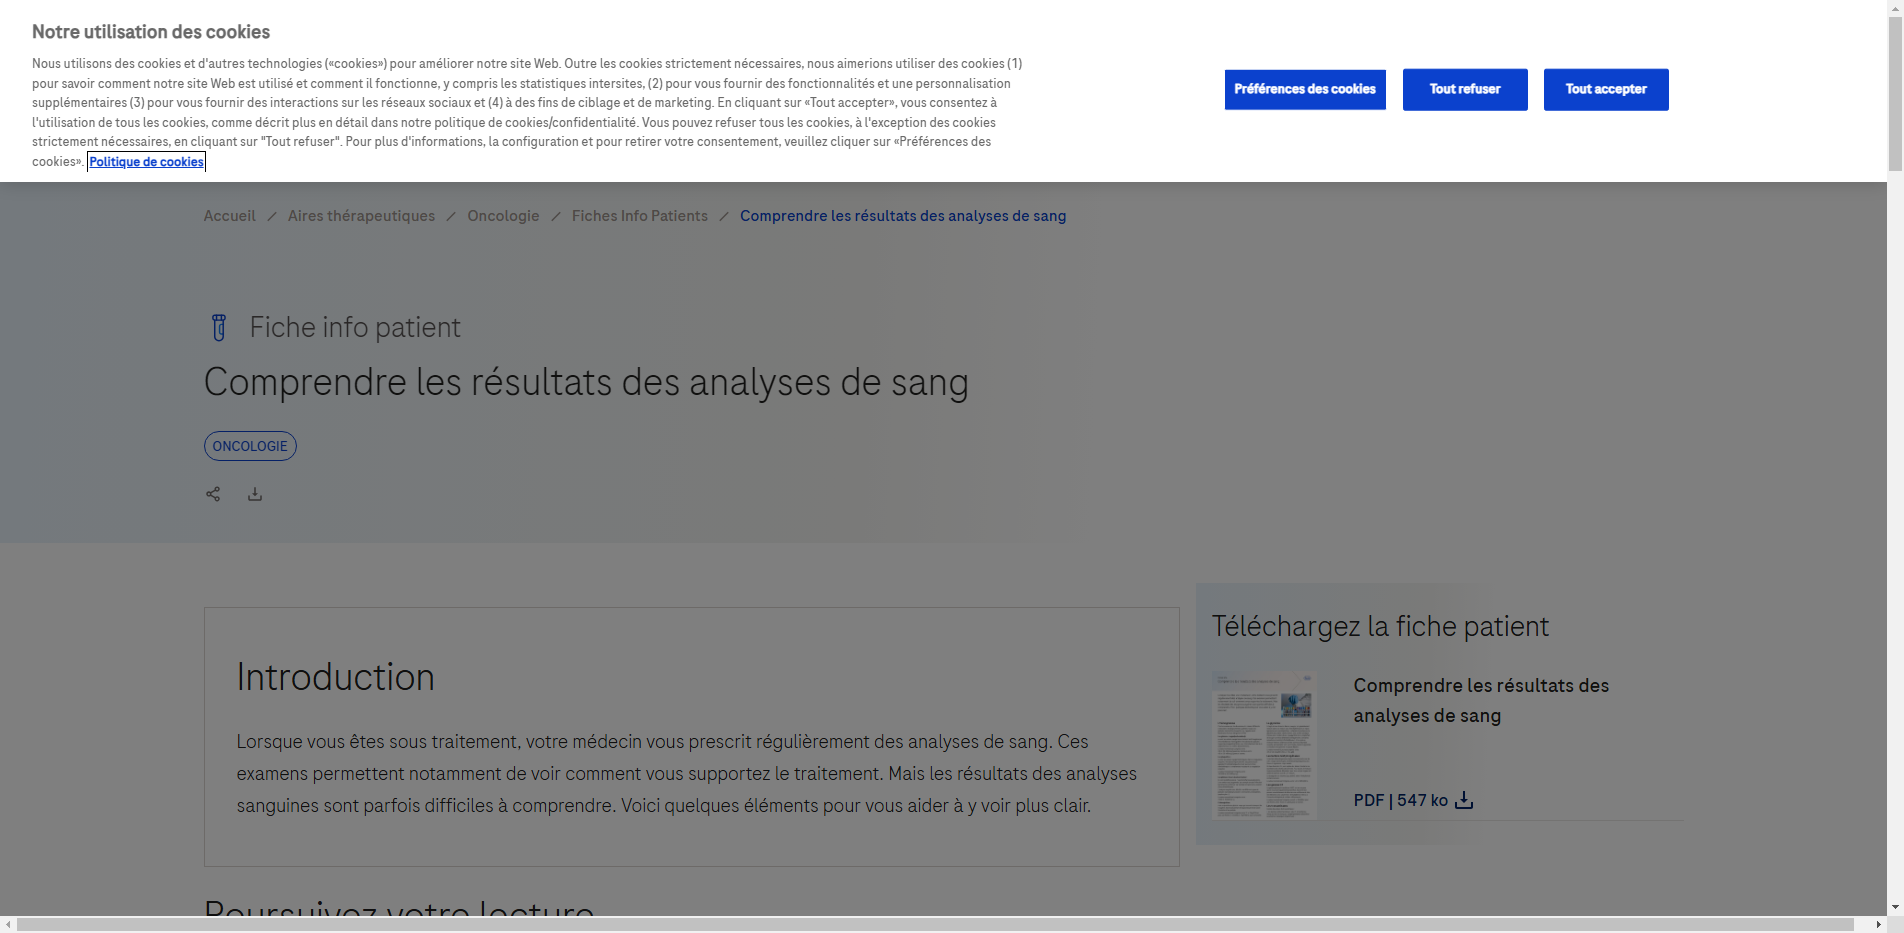 Notre utilisation des cookies
Nous utilisons des cookies et d'autres technologies («cookies») pour améliorer notre site Web. Outre les cookies strictement nécessaires, nous aimerions utiliser des cookies (1)
pour savoir comment notre site Web est utilisé et comment il fonctionne, y compris les statistiques intersites, (2) pour vous fournir des fonctionnalités et une personnalisation
supplémentaires (3) pour vous fournir des interactions sur les réseaux sociaux et (4) à des fins de ciblage et de marketing. En cliquant sur «Tout accepter», vous consentez à
l'utilisation de tous les cookies, comme décrit plus en détail dans notre politique de cookies/confidentialité. Vous pouvez refuser tous les cookies, à l'exception des cookies
strictement nécessaires, en cliquant sur "Tout refuser". Pour plus d'informations, la configuration et pour retirer votre consentement, veuillez cliquer sur «Préférences des
cookies». Politique de cookies
Préférences des cookies
Tout refuser
Tout accepter
Accueil / Aires thérapeutiques / Oncologie / Fiches Info Patients / Comprendre les résultats des analyses de sang
Fiche info patient
Comprendre les résultats des analyses de sang
ONCOLOGIE
Introduction
Lorsque vous êtes sous traitement, votre médecin vous prescrit régulièrement des analyses de sang. Ces
examens permettent notamment de voir comment vous supportez le traitement. Mais les résultats des analyses
sanguines sont parfois difficiles à comprendre. Voici quelques éléments pour vous aider à y voir plus clair.
Téléchargez la fiche patient
Comprendre les résultats des
analyses de sang
PDF | 547 ko
Poursuivez votre lecture